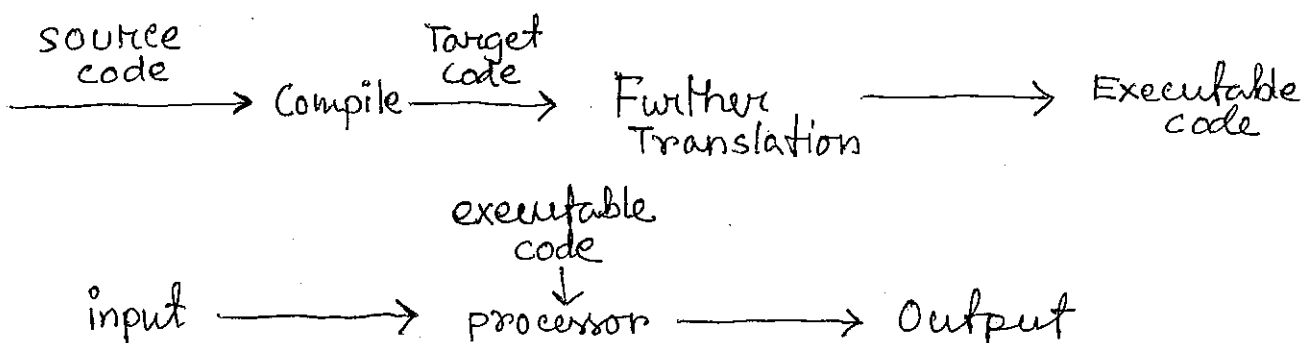 source
code
Target
code
Compile
Further
Translation
Executable
code
executable
code
input
processor
Output